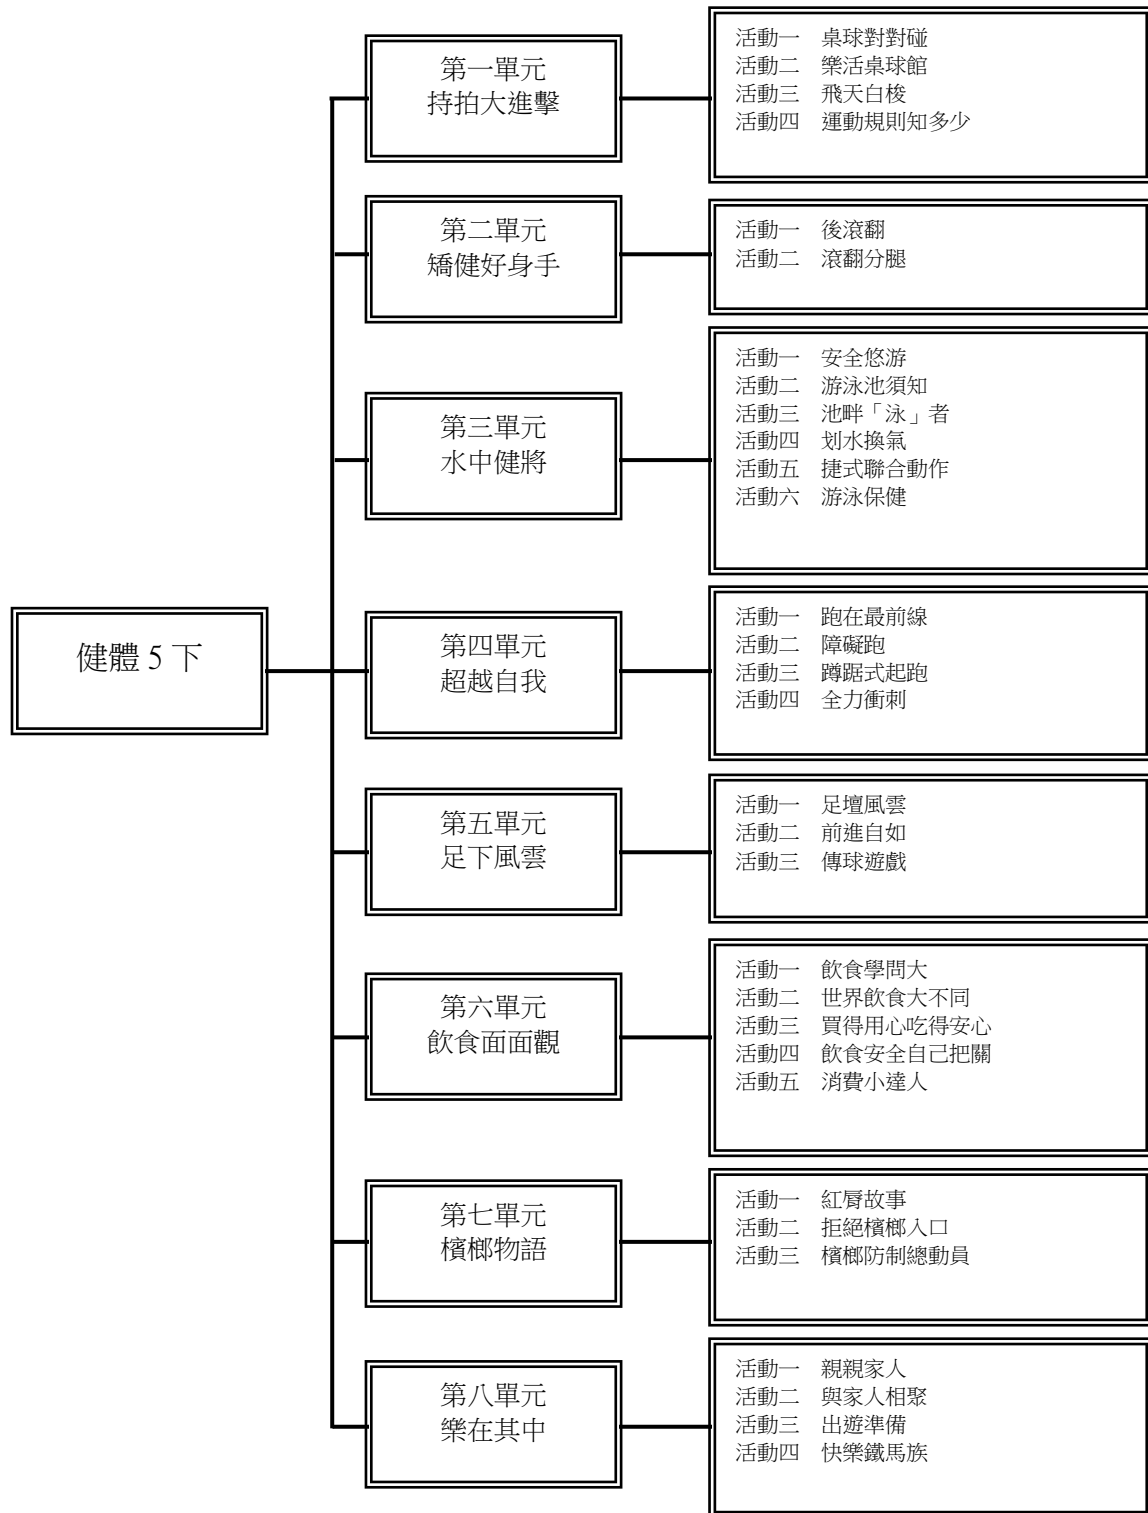 健體 5 下
第一單元
持拍大進擊
活動一　桌球對對碰
活動二　樂活桌球館
活動三　飛天白梭
活動四　運動規則知多少
第二單元
矯健好身手
活動一　後滾翻
活動二　滾翻分腿
第三單元
水中健將
活動一　安全悠游
活動二　游泳池須知
活動三　池畔「泳」者
活動四　划水換氣
活動五　捷式聯合動作
活動六　游泳保健
第四單元
超越自我
活動一　跑在最前線
活動二　障礙跑
活動三　蹲踞式起跑
活動四　全力衝刺
第五單元
足下風雲
活動一　足壇風雲
活動二　前進自如
活動三　傳球遊戲
第六單元
飲食面面觀
活動一　飲食學問大
活動二　世界飲食大不同
活動三　買得用心吃得安心
活動四　飲食安全自己把關
活動五　消費小達人
第七單元
檳榔物語
活動一　紅脣故事
活動二　拒絕檳榔入口
活動三　檳榔防制總動員
第八單元
樂在其中
活動一　親親家人
活動二　與家人相聚
活動三　出遊準備
活動四　快樂鐵馬族